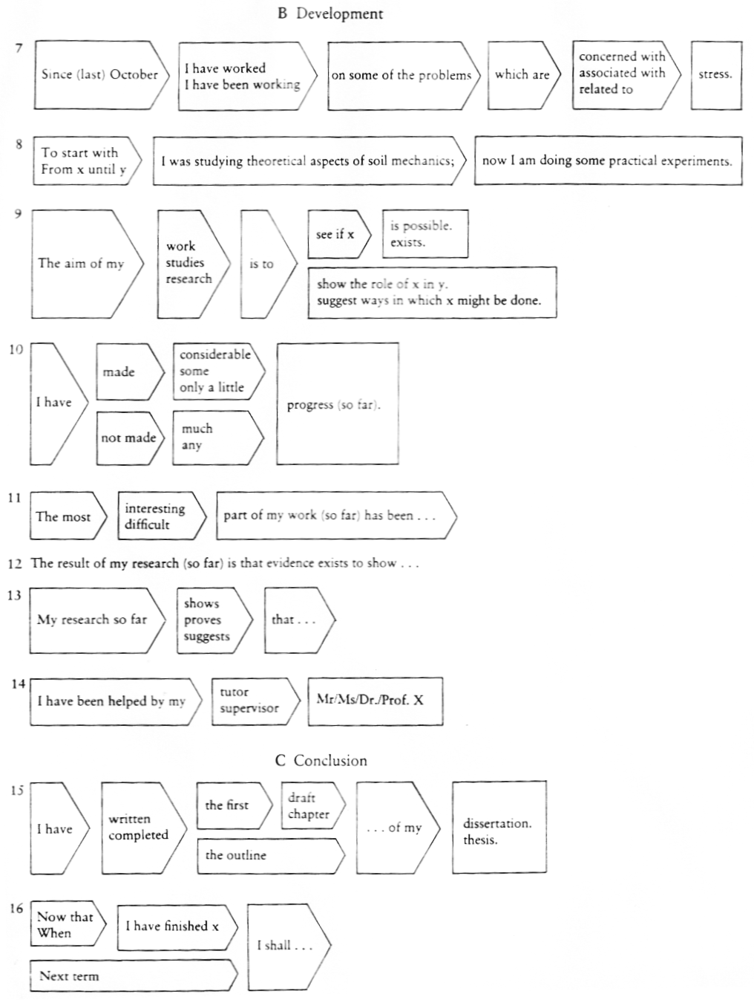 B Development
7
Since (last) October
I have worked
I have been working
on some of the problems
which are
concerned with
associated with
related to
stress.
8
To start with
From x until y
I was studying theoretical aspects of soil mechanics;
now I am doing some practical experiments.
9
The aim of my
work
studies
research
is to
see if x
is possible.
exists.
show the role of x in y.
suggest ways in which x might be done.
10
I have
made
considerable
some
only a little
not made
much
any
progress (so far).
11
The most
interesting
difficult
part of my work (so far) has been . . .
12 The result of my research (so far) is that evidence exists to show . . .
13
My research so far
shows
proves
suggests
that . . .
14
I have been helped by my
tutor
supervisor
Mr/Ms/Dr./Prof. X
C Conclusion
15
I have
written
completed
the first
draft
chapter
the outline
. . . of my
dissertation.
thesis.
16
Now that
When
I have finished x
Next term
I shall . . .